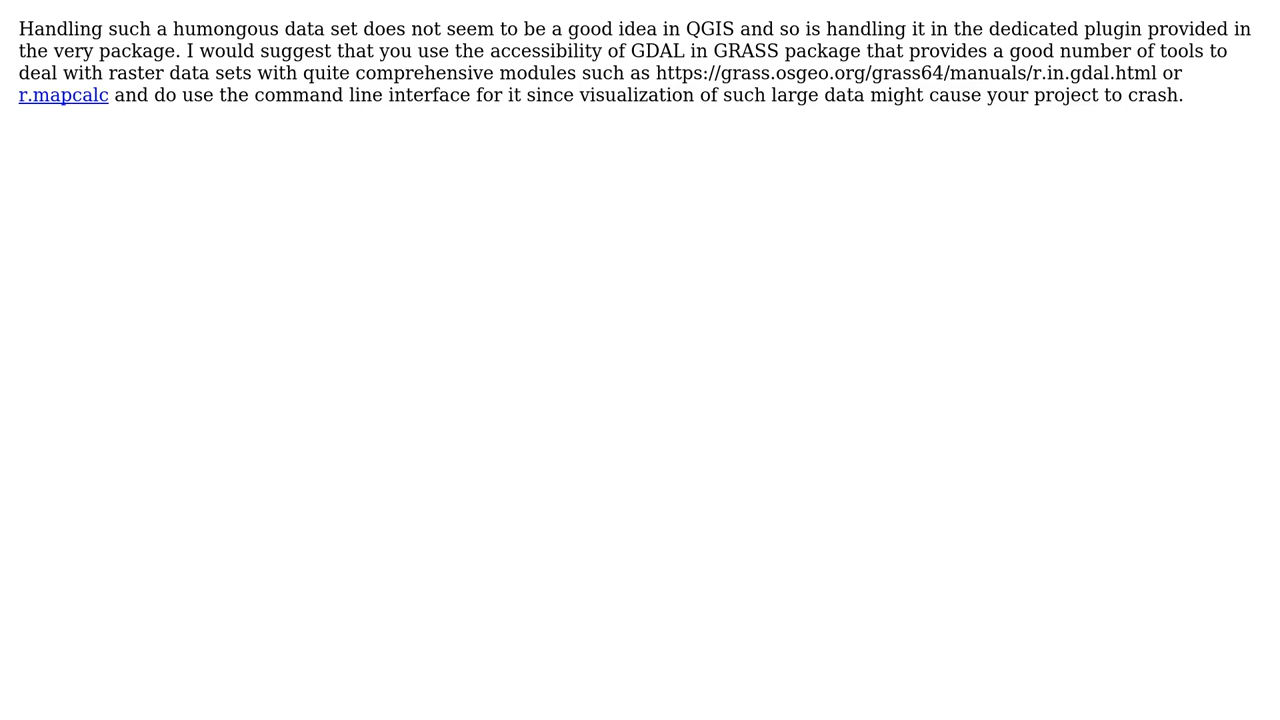 Handling such a humongous data set does not seem to be a good idea in QGIS and so is handling it in the dedicated plugin provided in
the very package. I would suggest that you use the accessibility of GDAL in GRASS package that provides a good number of tools to
deal with raster data sets with quite comprehensive modules such as https://grass.osgeo.org/grass64/manuals/r.in.gdal.html or
r.mapcalc and do use the command line interface for it since visualization of such large data might cause your project to crash.